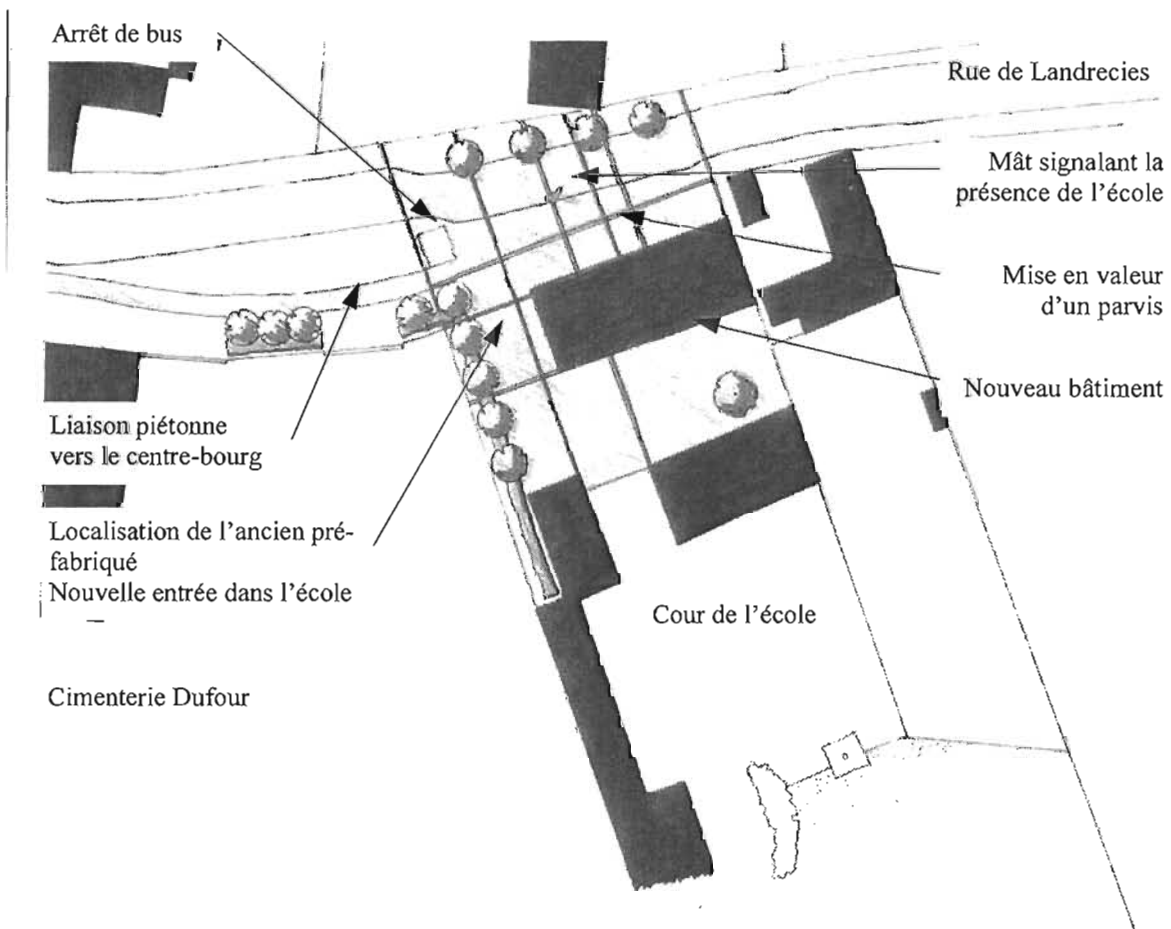 Arrêt de bus
Rue de Landrecies
Mât signalant la
présence de l'école
Mise en valeur
d'un parvis
Nouveau bâtiment
Liaison piétonne
vers le centre-bourg
Localisation de l'ancien pré-
fabriqué
Nouvelle entrée dans l'école
Cour de l'école
Cimenterie Dufour